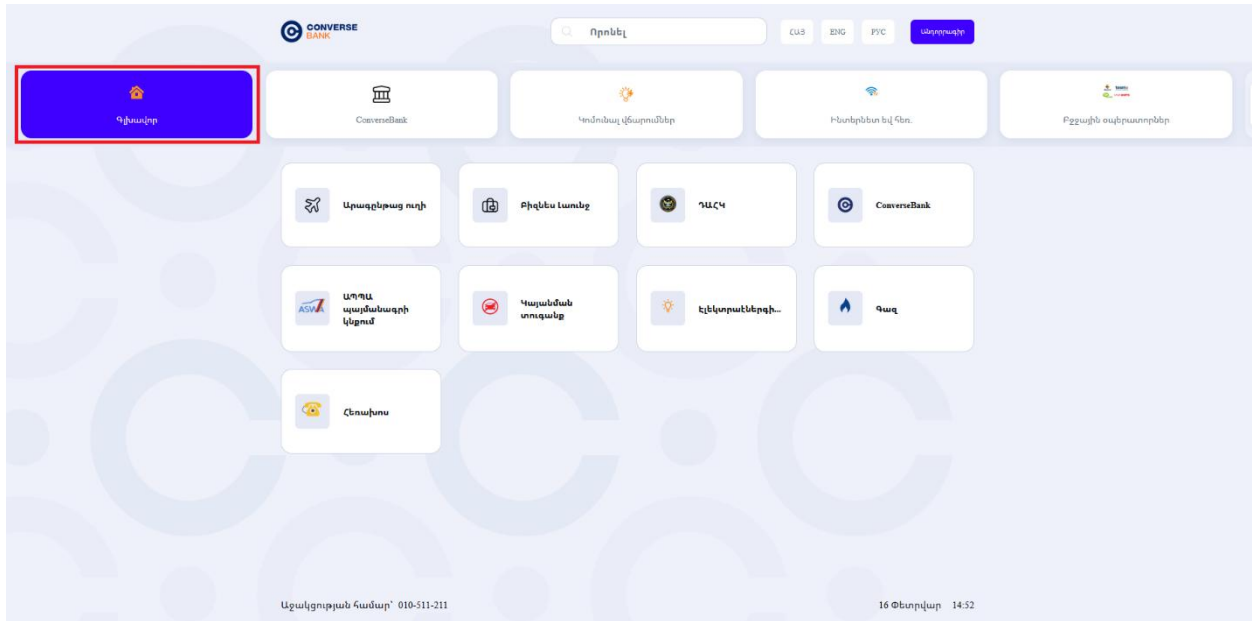 CONVERSE
BANK
Որոնել
ՀԱՅ
ENG
РУС
Անդորրագիր
Գլխավոր
ConverseBank
Կոմունալ վճարումներ
Ինտերնետ եվ հեռ.
Բջջային օպերատորներ
Արագընթաց ուղի
Բիզնես Լաունջ
ԴԱՀԿ
ConverseBank
ASWA
ԱՊՊԱ
պայմանագրի
կնքում
Կայանման
տուգանք
Էլեկտրաէներգի...
Գազ
Հեռախոս
Աջակցության համար՝ 010-511-211
16 Փետրվար 14:52